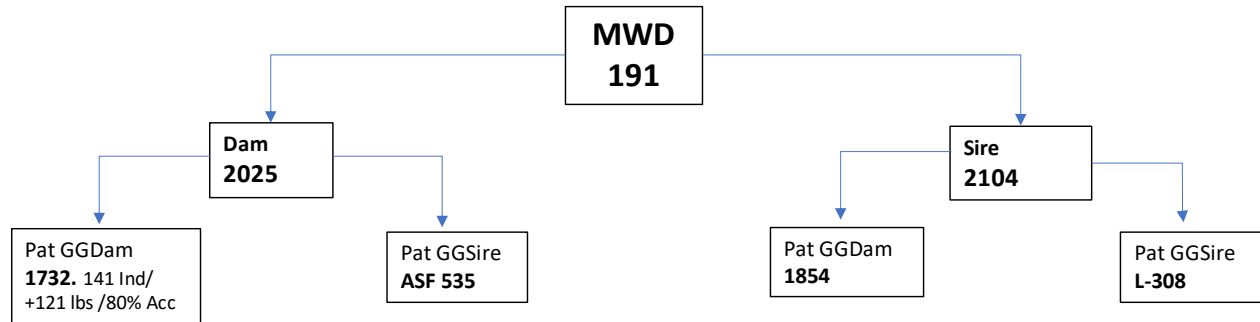 MWD
191
Dam
2025
Sire
2104
Pat GGDam
1732. 141 Ind/
+121 lbs /80% Acc
Pat GGSire
ASF 535
Pat GGDam
1854
Pat GGSire
L-308